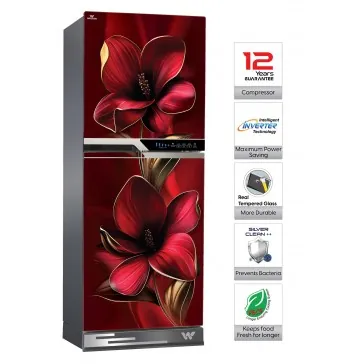 12
Years
GUARANTEE
Compressor
Intelligent
INVERTER
Technology
Maximum Power
Saving
Real
Tempered Glass
More Durable
SILVER
CLEAN ++
Prevents Bacteria
Keeps food
Fresh for longer